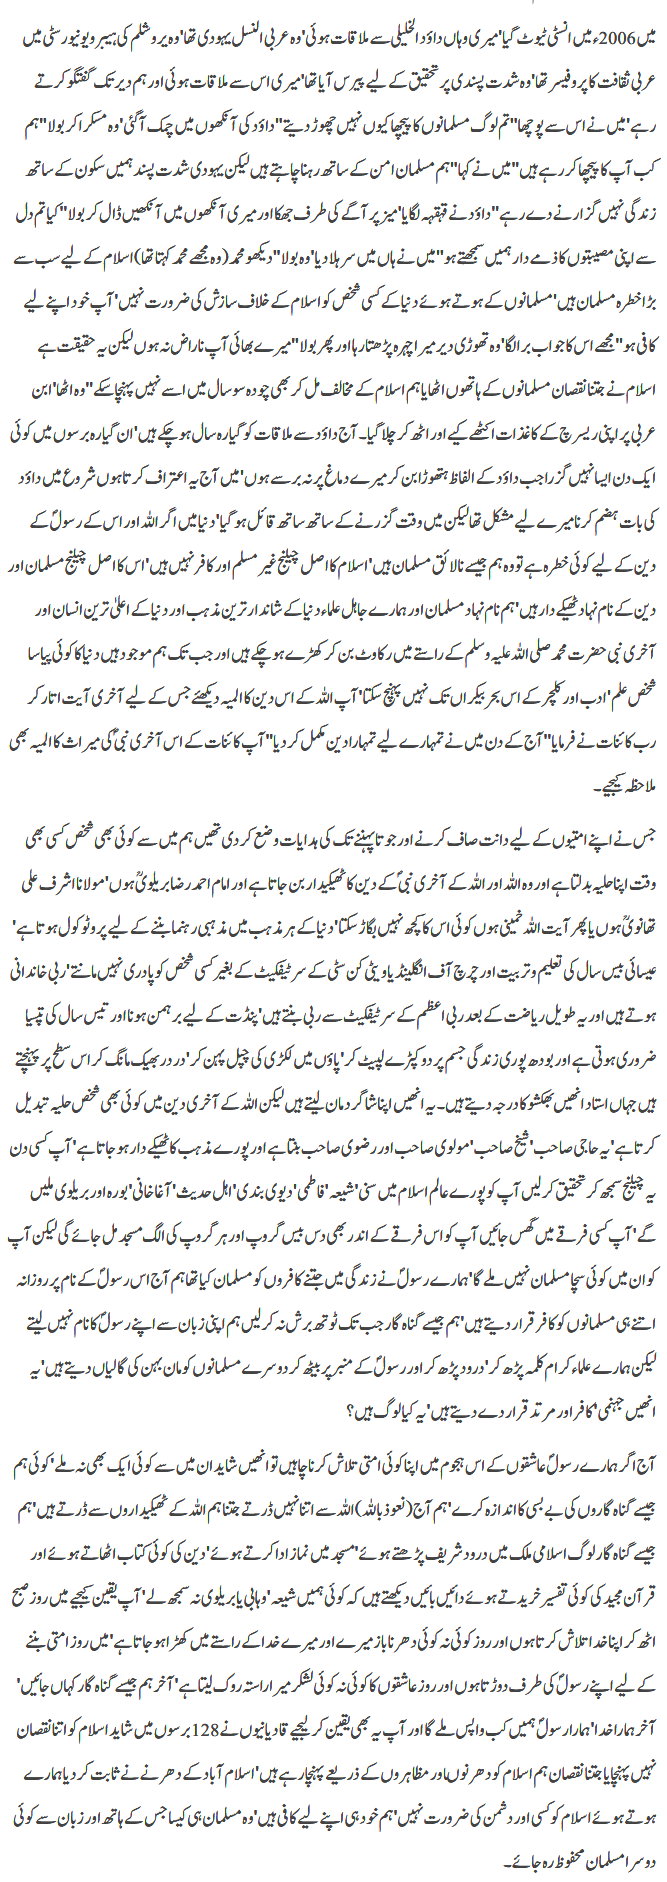 میں 2006ء میں انسٹی ٹیوٹ گیا' میری وہاں داؤد الخلیلی سے ملاقات ہوئی' وہ عربی النسل یہودی تھا' وہ یروشلم کی ہیبریو یونیورسٹی میں
عربی ثقافت کا پروفیسر تھا' وہ شدت پسندی پر تحقیق کے لیے پیرس آیا تھا' میری اس سے ملاقات ہوئی اور ہم دیر تک گفتگو کرتے
رہے' میں نے اس سے پوچھا'' تم لوگ مسلمانوں کا پیچھا کیوں نہیں چھوڑ دیتے'' داؤد کی آنکھوں میں چمک آ گئی' وہ مسکرا کر بولا'' ہم
کب آپ کا پیچھا کر رہے ہیں'' میں نے کہا'' ہم مسلمان امن کے ساتھ رہنا چاہتے ہیں لیکن یہودی شدت پسند ہمیں سکون کے ساتھ
زندگی نہیں گزارنے دے رہے'' داؤد نے قہقہہ لگایا' میز پر آگے کی طرف جھکا اور میری آنکھوں میں آنکھیں ڈال کر بولا'' کیا تم دل
سے اپنی مصیبتوں کا ذمے دار ہمیں سمجھتے ہو'' میں نے ہاں میں سر ہلا دیا' وہ بولا'' دیکھو محمد (وہ مجھے محمد کہتا تھا) اسلام کے لیے سب سے
بڑا خطرہ مسلمان ہیں' مسلمانوں کے ہوتے ہوئے دنیا کے کسی شخص کو اسلام کے خلاف سازش کی ضرورت نہیں' آپ خود اپنے لیے
کافی ہو'' مجھے اس کا جواب برا لگا' وہ تھوڑی دیر میرا چہرہ پڑھتا رہا اور پھر بولا'' میرے بھائی آپ ناراض نہ ہوں لیکن یہ حقیقت ہے
اسلام نے جتنا نقصان مسلمانوں کے ہاتھوں اٹھایا ہم اسلام کے مخالف مل کر بھی چودہ سو سال میں اسے نہیں پہنچا سکے'' وہ اٹھا' ابن
عربی پر اپنی ریسرچ کے کاغذات اکٹھے کیے اور اٹھ کر چلا گیا۔ آج داؤد سے ملاقات کو گیارہ سال ہو چکے ہیں' ان گیارہ برسوں میں کوئی
ایک دن ایسا نہیں گزرا جب داؤد کے الفاظ ہتھوڑا بن کر میرے دماغ پر نہ برسے ہوں' میں آج یہ اعتراف کرتا ہوں شروع میں داؤد
کی بات ہضم کرنا میرے لیے مشکل تھا لیکن میں وقت گزرنے کے ساتھ ساتھ قائل ہو گیا' دنیا میں اگر اللہ اور اس کے رسولؐ کے
دین کے لیے کوئی خطرہ ہے تو وہ ہم جیسے نالائق مسلمان ہیں' اسلام کا اصل چیلنج غیر مسلم اور کافر نہیں ہیں' اس کا اصل چیلنج مسلمان اور
دین کے نام نہاد ٹھیکے دار ہیں' ہم نام نہاد مسلمان اور ہمارے جاہل علماء دنیا کے شاندار ترین مذہب اور دنیا کے اعلیٰ ترین انسان اور
آخری نبی حضرت محمد صلی اللہ علیہ وسلم کے راستے میں رکاوٹ بن کر کھڑے ہو چکے ہیں اور جب تک ہم موجود ہیں دنیا کا کوئی پیاسا
شخص علم' ادب اور کلچر کے اس بحر بیکراں تک نہیں پہنچ سکتا' آپ اللہ کے اس دین کا المیہ دیکھئے جس کے لیے آخری آیت اتار کر
رب کائنات نے فرمایا'' آج کے دن میں نے تمہارے لیے تمہارا دین مکمل کر دیا'' آپ کائنات کے اس آخری نبیؐ کی میراث کا المیہ بھی
ملاحظہ کیجیے۔
جس نے اپنے امتیوں کے لیے دانت صاف کرنے اور جوتا پہننے تک کی ہدایات وضع کر دی تھیں ہم میں سے کوئی بھی شخص کسی بھی
وقت اپنا حلیہ بدلتا ہے اور وہ اللہ اور اللہ کے آخری نبیؐ کے دین کا ٹھیکیدار بن جاتا ہے اور امام احمد رضا بریلویؒ ہوں' مولانا اشرف علی
تھانویؒ ہوں یا پھر آیت اللہ خمینی ہوں کوئی اس کا کچھ نہیں بگاڑ سکتا' دنیا کے ہر مذہب میں مذہبی رہنما بننے کے لیے پروٹوکول ہوتا ہے'
عیسائی بیس سال کی تعلیم و تربیت اور چرچ آف انگلینڈ یا ویٹی کن سٹی کے سرٹیفکیٹ کے بغیر کسی شخص کو پادری نہیں مانتے' ربی خاندانی
ہوتے ہیں اور یہ طویل ریاضت کے بعد ربی اعظم کے سرٹیفکیٹ سے ربی بنتے ہیں' پنڈت کے لیے برہمن ہونا اور تیس سال کی تپسیا
ضروری ہوتی ہے اور بودھ پوری زندگی جسم پر دو کپڑے لپیٹ کر' پاؤں میں لکڑی کی چپل پہن کر' در در بھیک مانگ کر اس سطح پر پہنچتے
ہیں جہاں استاد انھیں بھکشو کا درجہ دیتے ہیں۔ یہ انھیں اپنا شاگرد مان لیتے ہیں لیکن اللہ کے آخری دین میں کوئی بھی شخص حلیہ تبدیل
کرتا ہے' یہ حاجی صاحب' شیخ صاحب' مولوی صاحب اور رضوی صاحب بنتا ہے اور پورے مذہب کا ٹھیکے دار ہو جاتا ہے' آپ کسی دن
یہ چیلنج سمجھ کر تحقیق کر لیں آپ کو پورے عالم اسلام میں سنی' شیعہ' فاطمی' دیوی بندی' اہل حدیث' آغا خانی' بورہ اور بریلوی ملیں
گے' آپ کسی فرقے میں گھس جائیں آپ کو اس فرقے کے اندر بھی دس بیس گروپ اور ہر گروپ کی الگ مسجد مل جائے گی لیکن آپ
کو ان میں کوئی سچا مسلمان نہیں ملے گا' ہمارے رسولؐ نے زندگی میں جتنے کافروں کو مسلمان کیا تھا ہم آج اس رسولؐ کے نام پر روزانہ
اتنے ہی مسلمانوں کو کافر قرار دیتے ہیں' ہم جیسے گناہ گار جب تک ٹوتھ برش نہ کر لیں ہم اپنی زبان سے اپنے رسولؐ کا نام نہیں لیتے
لیکن ہمارے علماء کرام کلمہ پڑھ کر' درود پڑھ کر اور رسولؐ کے منبر پر بیٹھ کر دوسرے مسلمانوں کو ماں بہن کی گالیاں دیتے ہیں' یہ
انھیں جہنمی' کافر اور مرتد قرار دے دیتے ہیں' یہ کیا لوگ ہیں؟
آج اگر ہمارے رسولؐ عاشقوں کے اس ہجوم میں اپنا کوئی امتی تلاش کرنا چاہیں تو انھیں شاید ان میں سے کوئی ایک بھی نہ ملے' کوئی ہم
جیسے گناہ گاروں کی بے بسی کا اندازہ کرے' ہم آج (نعوذ باللہ) اللہ سے اتنا نہیں ڈرتے جتنا ہم اللہ کے ٹھیکیداروں سے ڈرتے ہیں' ہم
جیسے گناہ گار لوگ اسلامی ملک میں درود شریف پڑھتے ہوئے' مسجد میں نماز ادا کرتے ہوئے' دین کی کوئی کتاب اٹھاتے ہوئے اور
قرآن مجید کی کوئی تفسیر خریدتے ہوئے دائیں بائیں دیکھتے ہیں کہ کوئی ہمیں شیعہ' وہابی یا بریلوی نہ سمجھ لے' آپ یقین کیجیے میں روز صبح
اٹھ کر اپنا خدا تلاش کرتا ہوں اور روز کوئی نہ کوئی دھرنا باز میرے اور میرے خدا کے راستے میں کھڑا ہو جاتا ہے' میں روز امتی بننے
کے لیے اپنے رسولؐ کی طرف دوڑتا ہوں اور روز عاشقوں کا کوئی نہ کوئی لشکر میرا راستہ روک لیتا ہے' آخر ہم جیسے گناہ گار کہاں جائیں'
آخر ہمارا خدا' ہمارا رسولؐ ہمیں کب واپس ملے گا اور آپ یہ بھی یقین کر لیجیے قادیانیوں نے 128 برسوں میں شاید اسلام کو اتنا نقصان
نہیں پہنچایا جتنا نقصان ہم اسلام کو دھرنوں اور مظاہروں کے ذریعے پہنچا رہے ہیں' اسلام آباد کے دھرنے نے ثابت کر دیا ہمارے
ہوتے ہوئے اسلام کو کسی اور دشمن کی ضرورت نہیں' ہم خود ہی اپنے لیے کافی ہیں' وہ مسلمان ہی کیسا جس کے ہاتھ اور زبان سے کوئی
دوسرا مسلمان محفوظ رہ جائے۔